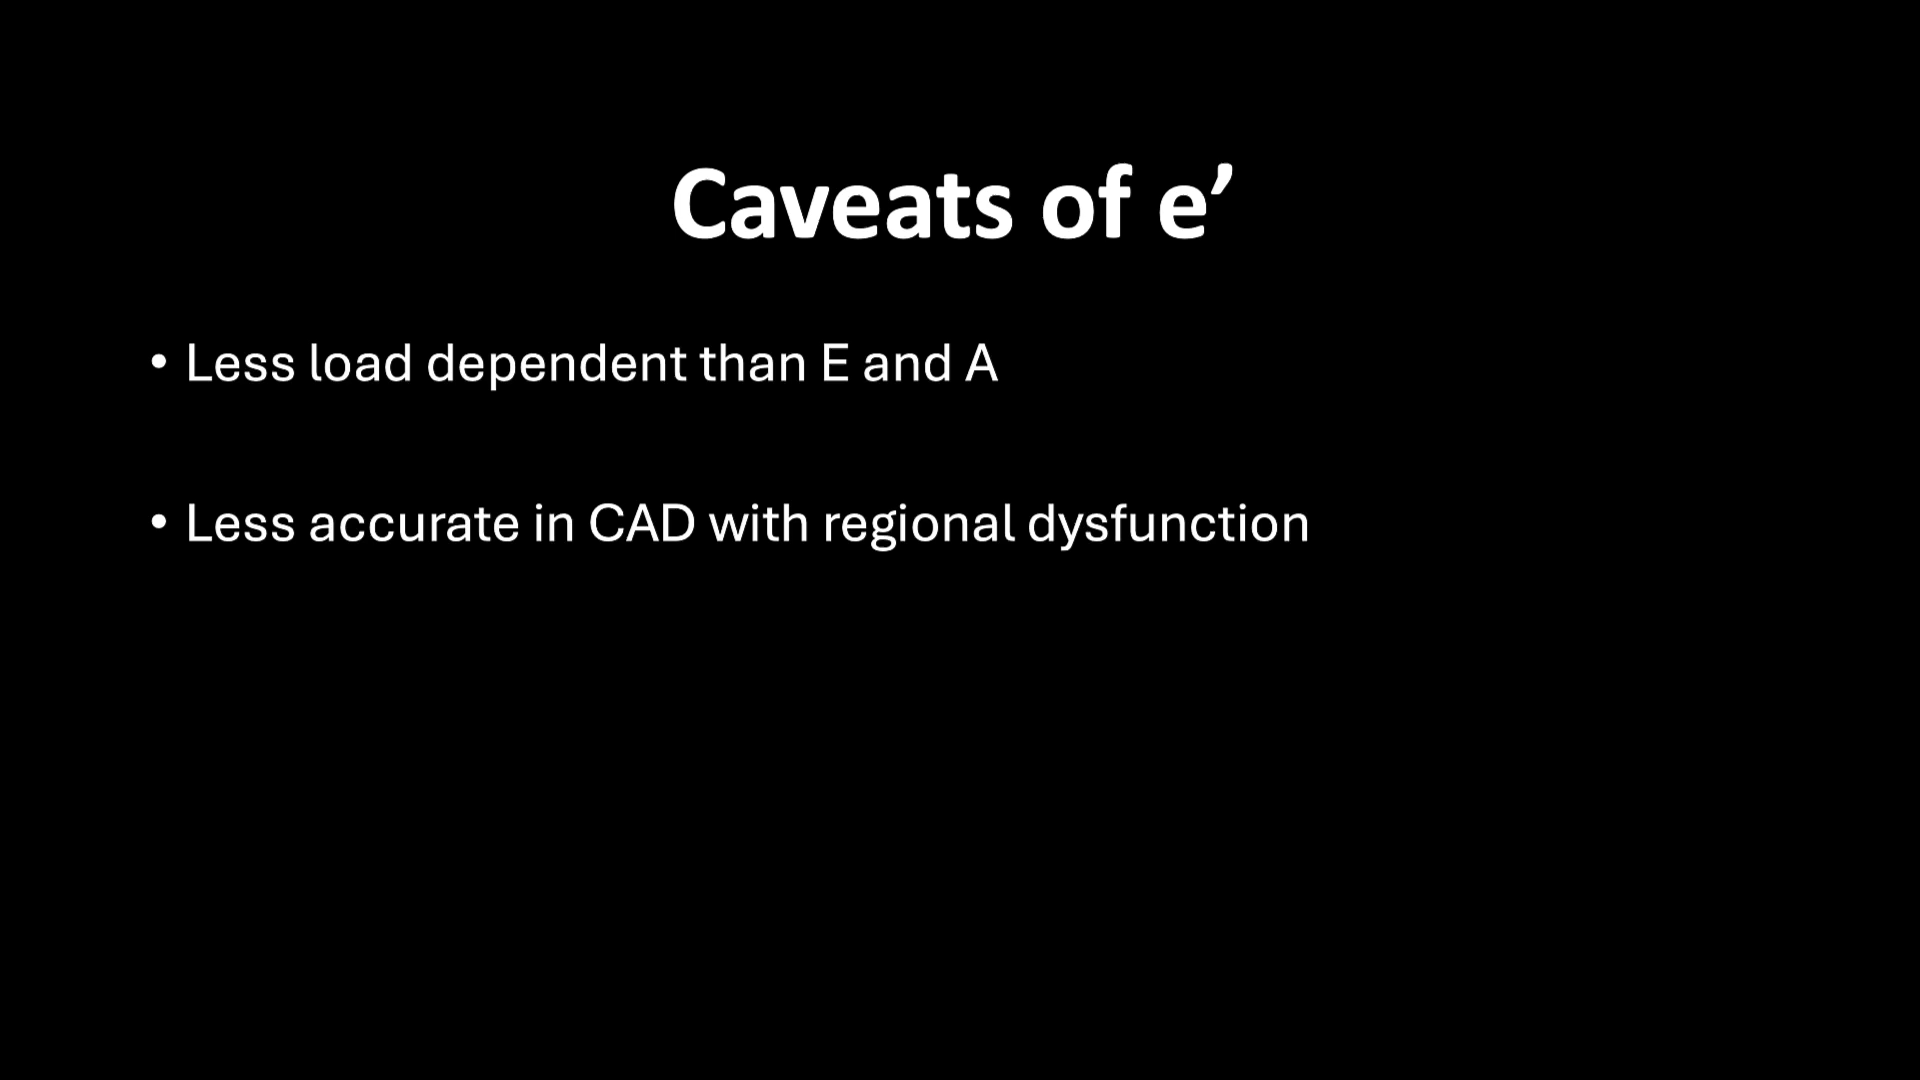 Caveats of e’
• Less load dependent than E and A
• Less accurate in CAD with regional dysfunction